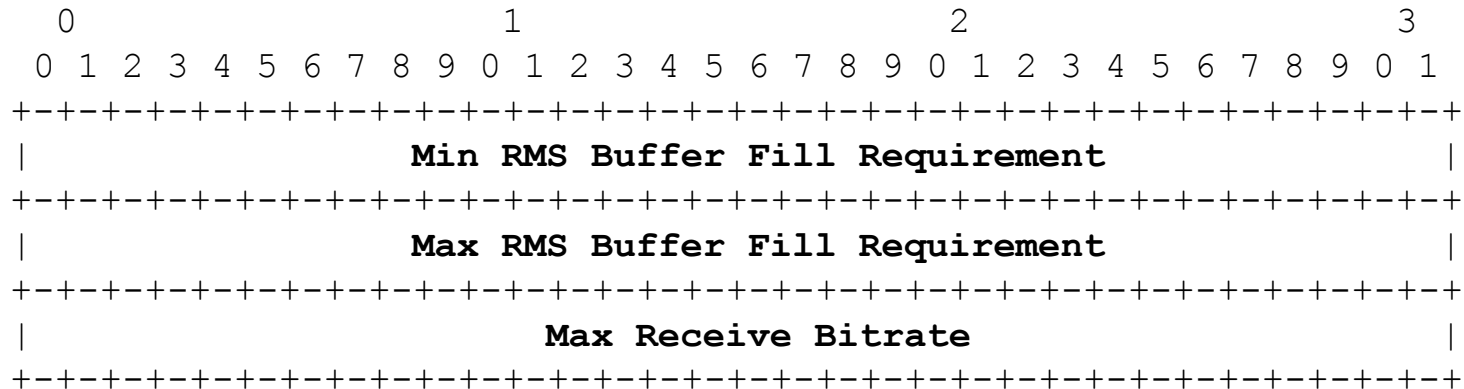 0                   1                   2                   3
 0 1 2 3 4 5 6 7 8 9 0 1 2 3 4 5 6 7 8 9 0 1 2 3 4 5 6 7 8 9 0 1
+-+-+-+-+-+-+-+-+-+-+-+-+-+-+-+-+-+-+-+-+-+-+-+-+-+-+-+-+-+-+-+-+
|                 Min RMS Buffer Fill Requirement               |
+-+-+-+-+-+-+-+-+-+-+-+-+-+-+-+-+-+-+-+-+-+-+-+-+-+-+-+-+-+-+-+-+
|                 Max RMS Buffer Fill Requirement               |
+-+-+-+-+-+-+-+-+-+-+-+-+-+-+-+-+-+-+-+-+-+-+-+-+-+-+-+-+-+-+-+-+
|                       Max Receive Bitrate                     |
+-+-+-+-+-+-+-+-+-+-+-+-+-+-+-+-+-+-+-+-+-+-+-+-+-+-+-+-+-+-+-+-+